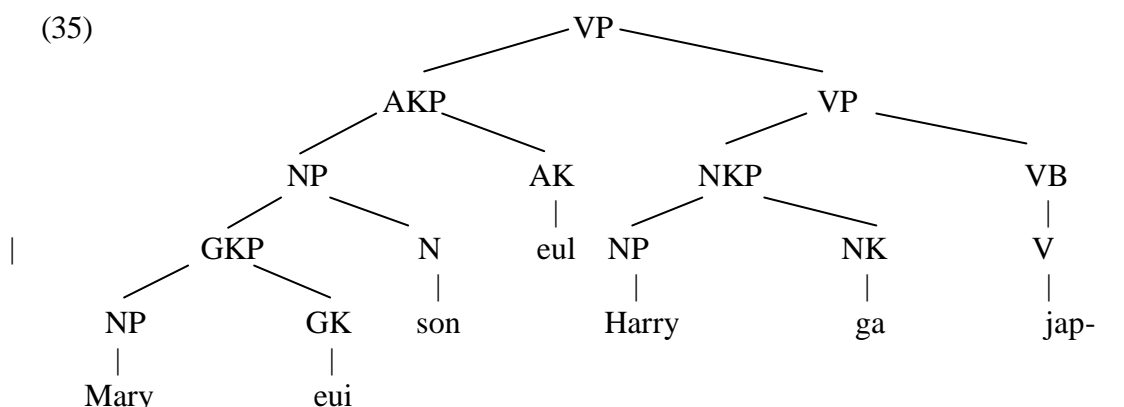 (35) VP
AKP VP
NP AK NKP VB
| GKP N eul NP NK V
NP GK son Harry ga jap-
Mary eui